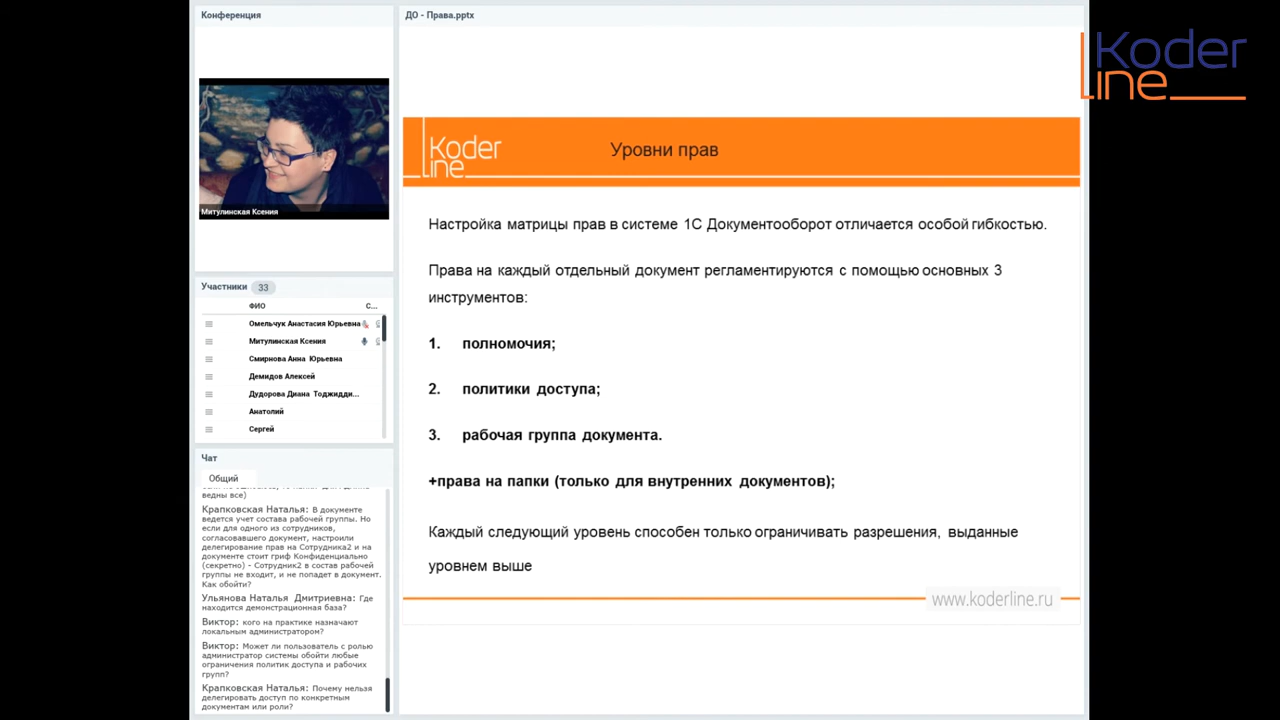 Конференция
Митулинская Ксения
Участники 33
ФИО С...
Омельчук Анастасия Юрьевна
Митулинская Ксения
Смирнова Анна Юрьевна
Демидов Алексей
Дудорова Диана Тоджидди...
Анатолий
Сергей
Чат
Общий
ведны все)
Крапковская Наталья: В документе
ведется учет состава рабочей группы. Но
если для одного из сотрудников,
согласовавшего документ, настроили
делегирование прав на Сотрудника2 и на
документе стоит гриф Конфиденциально
(секретно) - Сотрудник2 в состав рабочей
группы не входит, и не попадет в документ.
Как обойти?
Ульянова Наталья Дмитриевна: Где
находится демонстрационная база?
Виктор: кого на практике назначают
локальным администратором?
Виктор: Может ли пользователь с ролью
администратор системы обойти любые
ограничения политик доступа и рабочих
групп?
Крапковская Наталья: Почему нельзя
делегировать доступ по конкретным
документам или роли?
ДО - Права.pptx
Koder
line
Koder
line
Уровни прав
Настройка матрицы прав в системе 1С Документооборот отличается особой гибкостью.
Права на каждый отдельный документ регламентируются с помощью основных 3
инструментов:
1. полномочия;
2. политики доступа;
3. рабочая группа документа.
+права на папки (только для внутренних документов);
Каждый следующий уровень способен только ограничивать разрешения, выданные
уровнем выше
www.koderline.ru